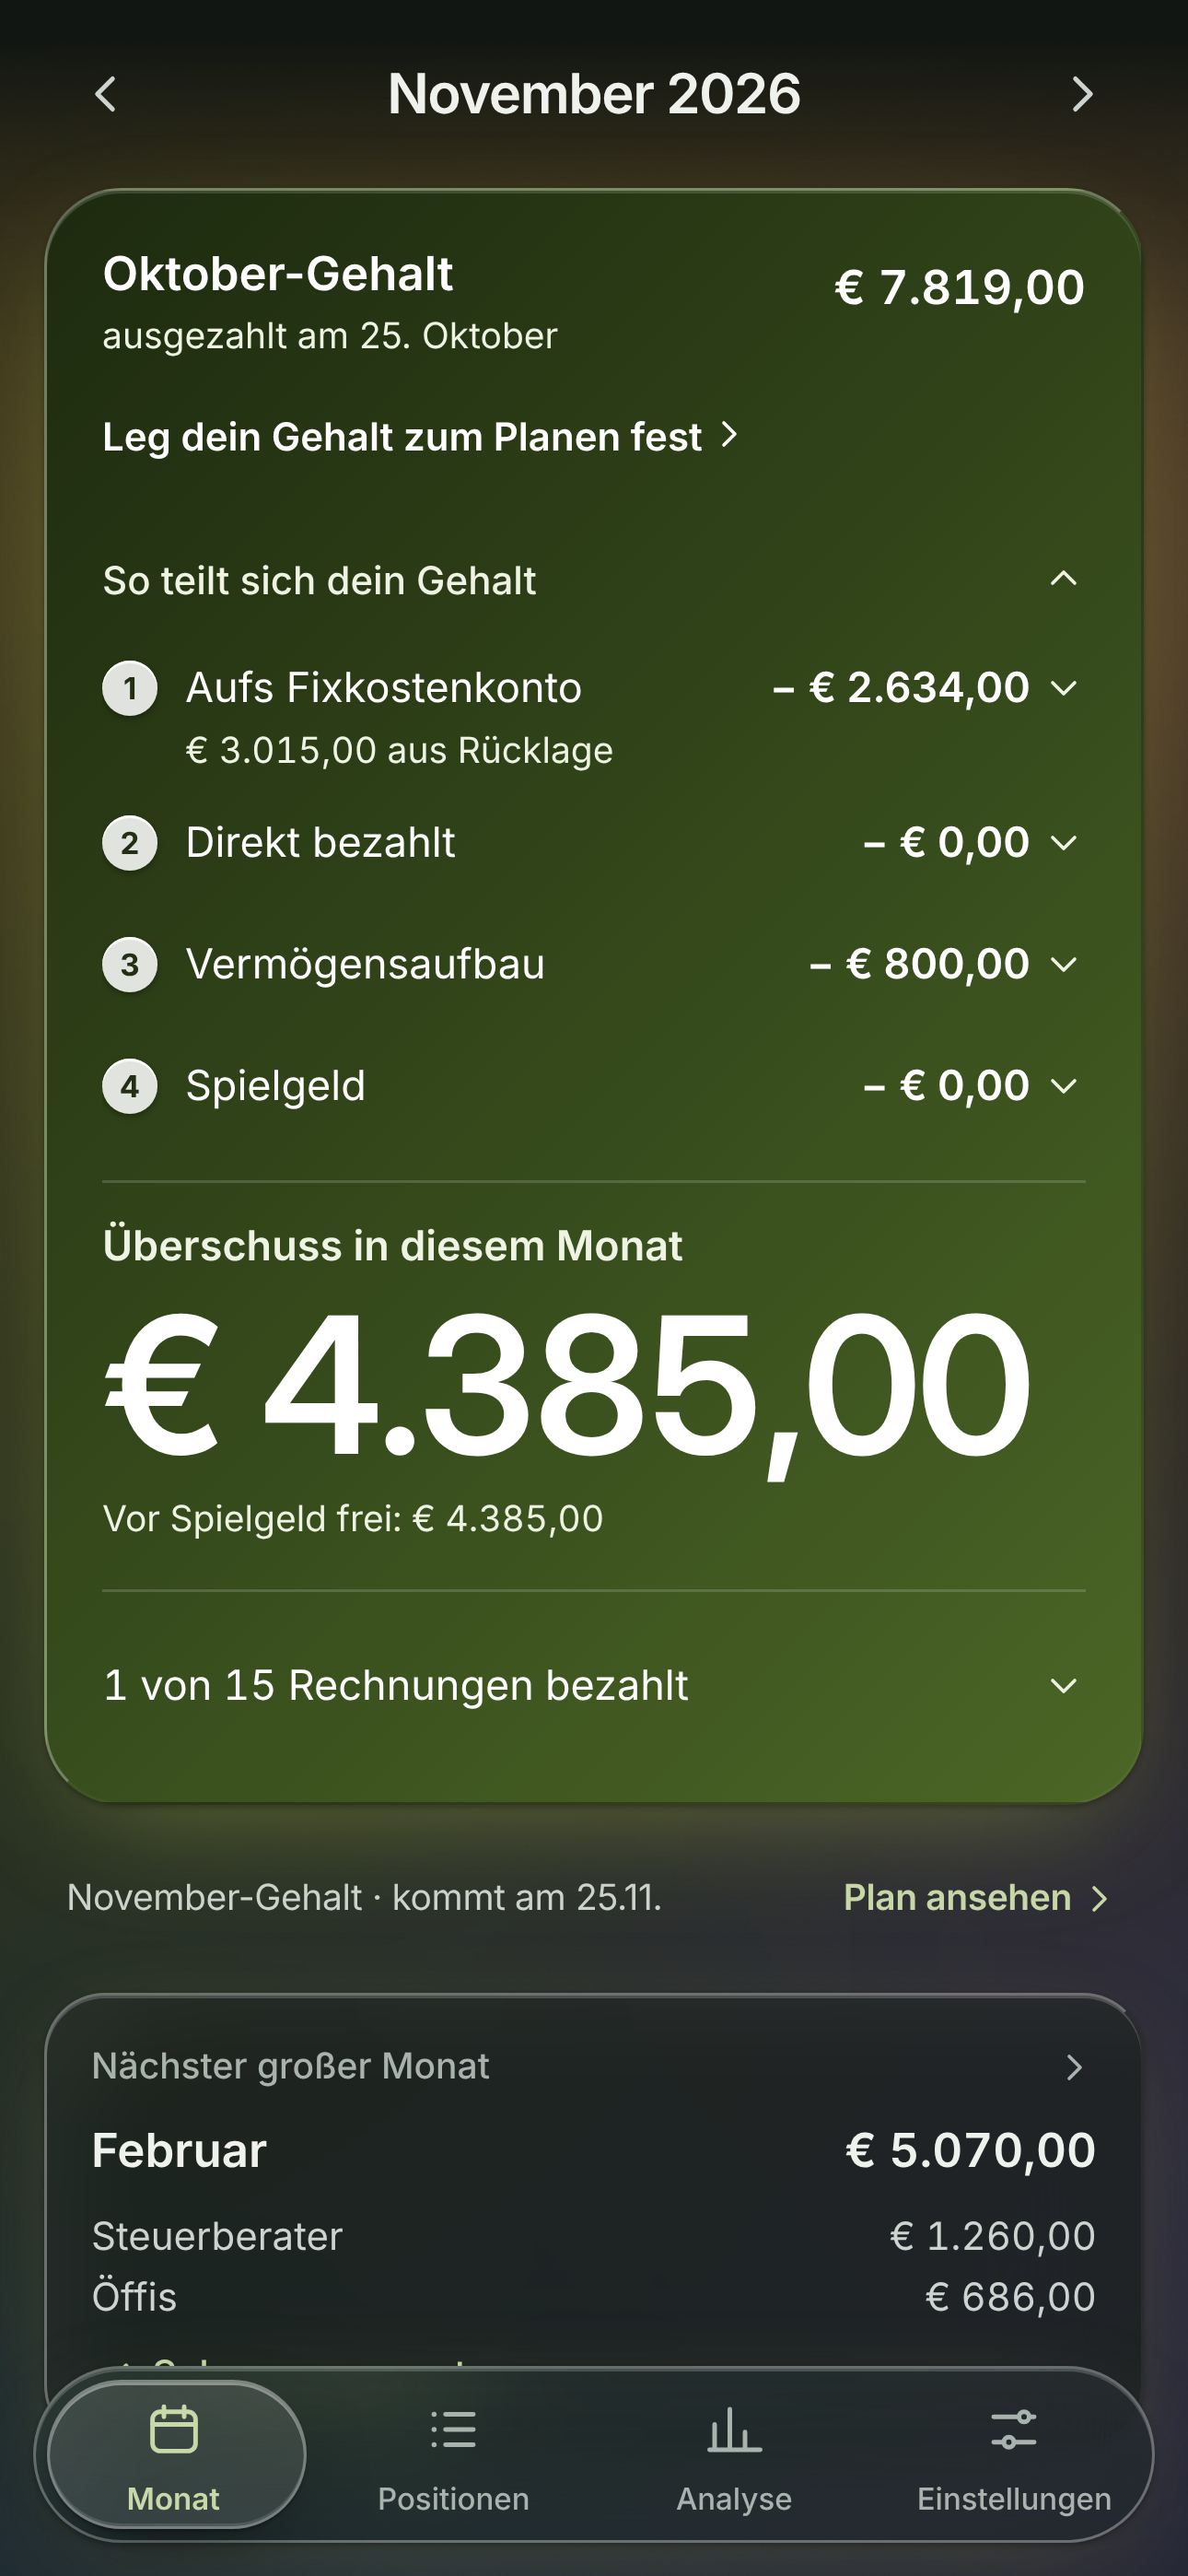 November 2026
Oktober-Gehalt
€ 7.819,00
ausgezahlt am 25. Oktober
Leg dein Gehalt zum Planen fest
So teilt sich dein Gehalt
1 Aufs Fixkostenkonto – € 2.634,00
€ 3.015,00 aus Rücklage
2 Direkt bezahlt – € 0,00
3 Vermögensaufbau – € 800,00
4 Spielgeld – € 0,00
Überschuss in diesem Monat
€ 4.385,00
Vor Spielgeld frei: € 4.385,00
1 von 15 Rechnungen bezahlt
November-Gehalt · kommt am 25.11. Plan ansehen
Nächster großer Monat
Februar € 5.070,00
Steuerberater € 1.260,00
Öffis € 686,00
Monat Positionen Analyse Einstellungen